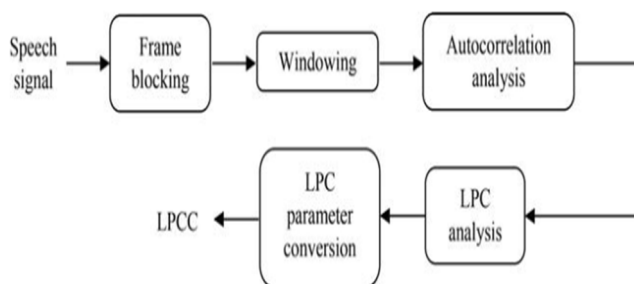 Speech
signal
Frame
blocking
Windowing
Autocorrelation
analysis
LPC
analysis
LPC
parameter
conversion
LPCC